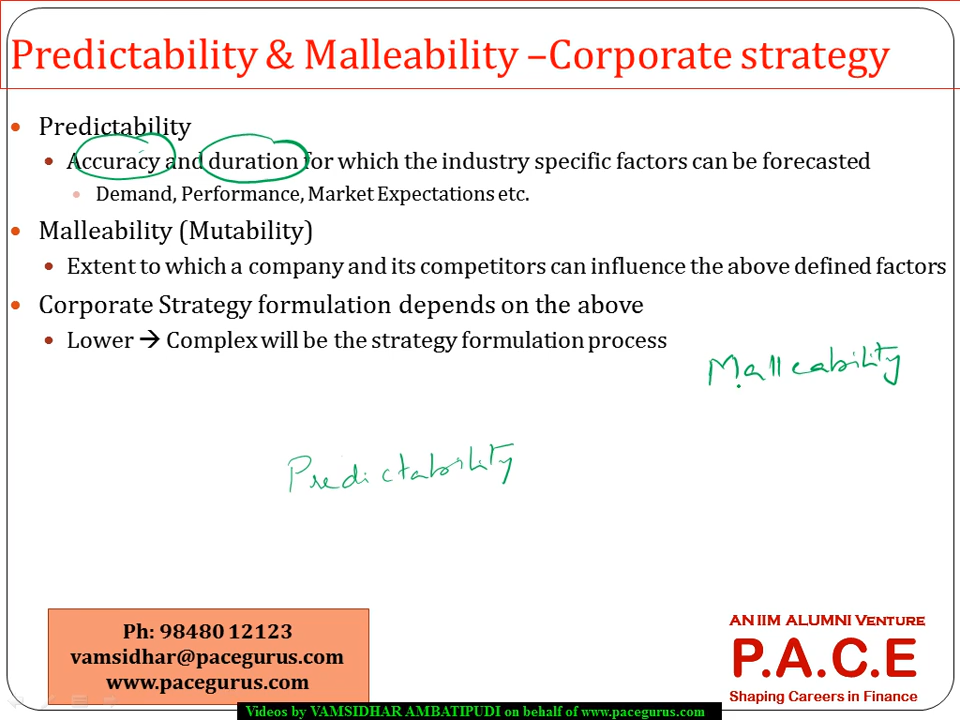 Predictability & Malleability –Corporate strategy
Predictability
Accuracy and duration for which the industry specific factors can be forecasted
Demand, Performance, Market Expectations etc.
Malleability (Mutability)
Extent to which a company and its competitors can influence the above defined factors
Corporate Strategy formulation depends on the above
Lower → Complex will be the strategy formulation process
Malleability
Predictability
Ph: 98480 12123
vamsidhar@pacegurus.com
www.pacegurus.com
AN IIM ALUMNI VENTURE
P.A.C.E
Shaping Careers in Finance
Videos by VAMSIDHAR AMBATIPUDI on behalf of www.pacegurus.com